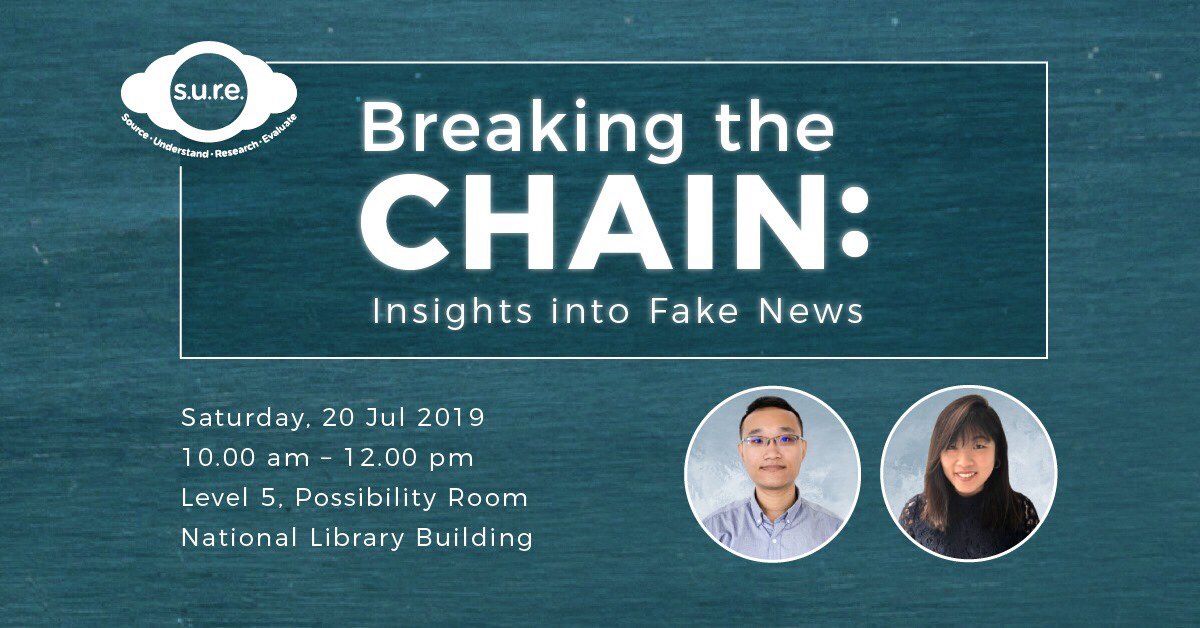 s.u.r.e.
Source · Understand · Research · Evaluate
Breaking the
CHAIN:
Insights into Fake News
Saturday, 20 Jul 2019
10.00 am – 12.00 pm
Level 5, Possibility Room
National Library Building